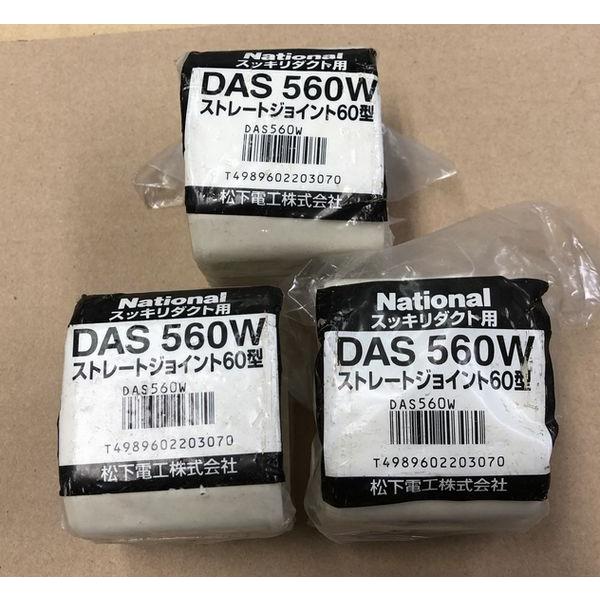 National
スッキリダクト用
DAS 560W
ストレートジョイント60型
DAS560W
T4989602203070
松下電工株式会社
National
スッキリダクト用
DAS 560W
ストレートジョイント60型
DAS560W
T4989602203070
松下電工株式会社
National
スッキリダクト用
DAS 560W
ストレートジョイント60型
DAS560W
T4989602203070
松下電工株式会社